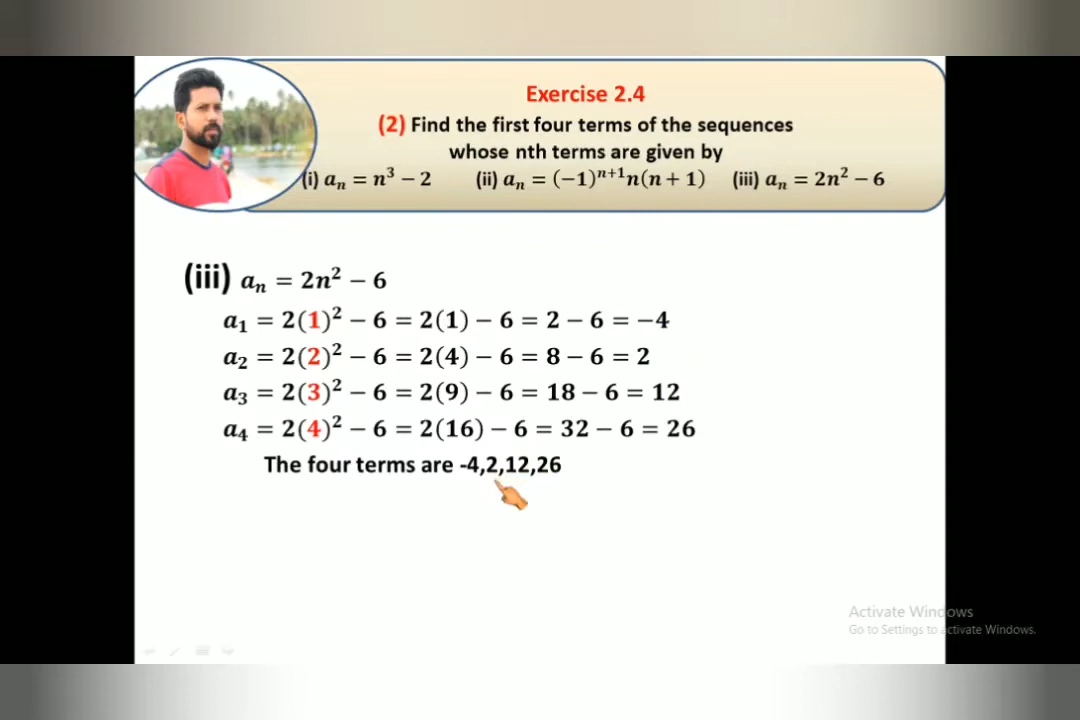 Exercise 2.4
(2) Find the first four terms of the sequences
whose nth terms are given by
(i) aₙ = n³ − 2 (ii) aₙ = (−1)ⁿ⁺¹n(n + 1) (iii) aₙ = 2n² − 6
(iii) aₙ = 2n² − 6
a₁ = 2(1)² − 6 = 2(1) − 6 = 2 − 6 = −4
a₂ = 2(2)² − 6 = 2(4) − 6 = 8 − 6 = 2
a₃ = 2(3)² − 6 = 2(9) − 6 = 18 − 6 = 12
a₄ = 2(4)² − 6 = 2(16) − 6 = 32 − 6 = 26
The four terms are -4,2,12,26
Activate Windows
Go to Settings to activate Windows.